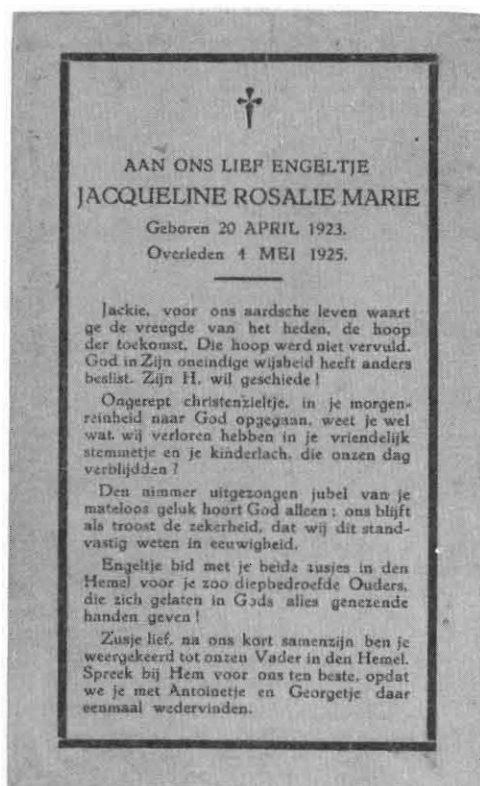 AAN ONS LIEF ENGELTJE
JACQUELINE ROSALIE MARIE
Geboren 20 APRIL 1923.
Overleden 4 MEI 1925.
Jackie, voor ons aardsche leven waart
ge de vreugde van het heden, de hoop
der toekomst. Die hoop werd niet vervuld.
God in Zijn oneindige wijsheid heeft anders
beslist. Zijn H. wil geschiede !
Ongerept christenzieltje, in je morgen-
reinheid naar God opgegaan, weet je wel
wat wij verloren hebben in je vriendelijk
stemmetje en je kinderlach, die onzen dag
verblijdden ?
Den nimmer uitgezongen jubel van je
mateloos geluk hoort God alleen ; ons blijft
als troost de zekerheid, dat wij dit stand-
vastig weten in eeuwigheid.
Engeltje bid met je beide zusjes in den
Hemel voor je zoo diepbedroefde Ouders,
die zich gelaten in Gods alles genezende
handen geven !
Zusje lief, na ons kort samenzijn ben je
weergekeerd tot onzen Vader in den Hemel.
Spreek bij Hem voor ons ten beste, opdat
we je met Antoinetje en Georgetje daar
eenmaal wedervinden.